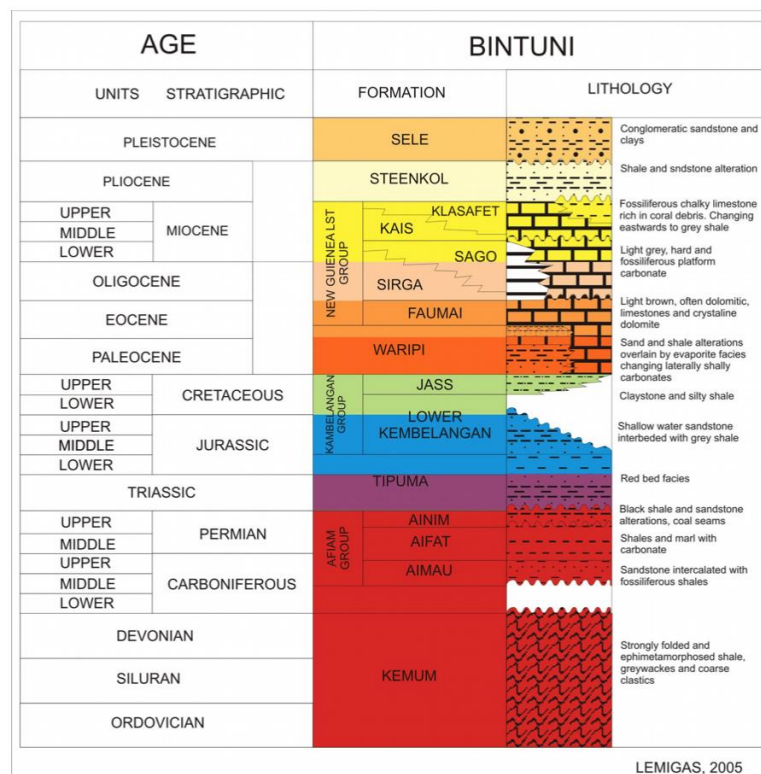 AGE
BINTUNI
UNITS STRATIGRAPHIC
FORMATION
LITHOLOGY
PLEISTOCENE
SELE
Conglomeratic sandstone and
clays
PLIOCENE
STEENKOL
Shale and sndstone alteration
UPPER
MIDDLE
LOWER
MIOCENE
NEW GUIENEA LST
GROUP
KLASAFET
KAIS
SAGO
Fossiliferous chalky limestone
rich in coral debris. Changing
eastwards to grey shale
Light grey, hard and
fossiliferous platform
carbonate
OLIGOCENE
SIRGA
EOCENE
FAUMAI
Light brown, often dolomitic,
limestones and crystaline
dolomite
PALEOCENE
WARIPI
Sand and shale alterations
overlain by evaporite facies
changing laterally shally
carbonates
UPPER
LOWER
CRETACEOUS
KAMBELANGAN
GROUP
JASS
Claystone and silty shale
UPPER
MIDDLE
LOWER
JURASSIC
LOWER
KEMBELANGAN
Shallow water sandstone
interbeded with grey shale
TRIASSIC
TIPUMA
Red bed facies
UPPER
MIDDLE
PERMIAN
AFIAM
GROUP
AINIM
AIFAT
AIMAU
Black shale and sandstone
alterations, coal seams
Shales and marl with
carbonate
UPPER
MIDDLE
LOWER
CARBONIFEROUS
Sandstone intercalated with
fossiliferous shales
DEVONIAN
SILURAN
ORDOVICIAN
KEMUM
Strongly folded and
ephimetamorphosed shale,
greywackes and coarse
clastics
LEMIGAS, 2005